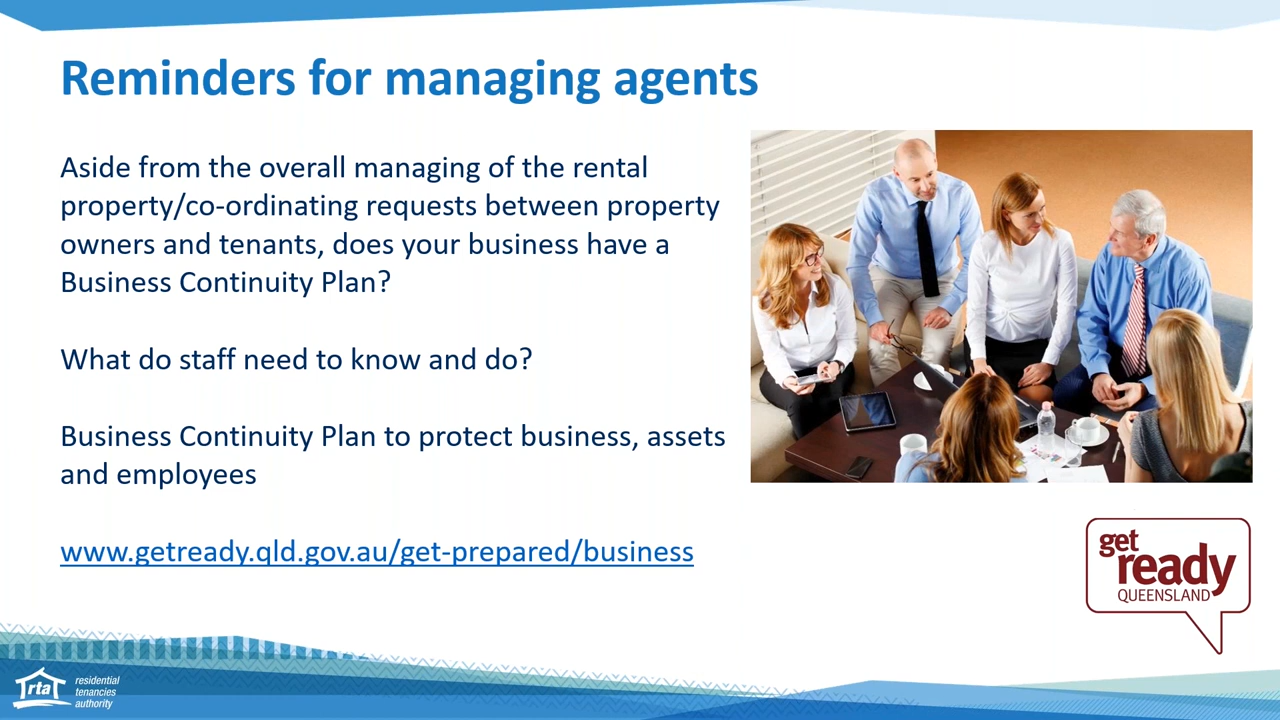 Reminders for managing agents
Aside from the overall managing of the rental
property/co-ordinating requests between property
owners and tenants, does your business have a
Business Continuity Plan?
What do staff need to know and do?
Business Continuity Plan to protect business, assets
and employees
www.getready.qld.gov.au/get-prepared/business
get
ready
QUEENSLAND
rta
residential
tenancies
authority